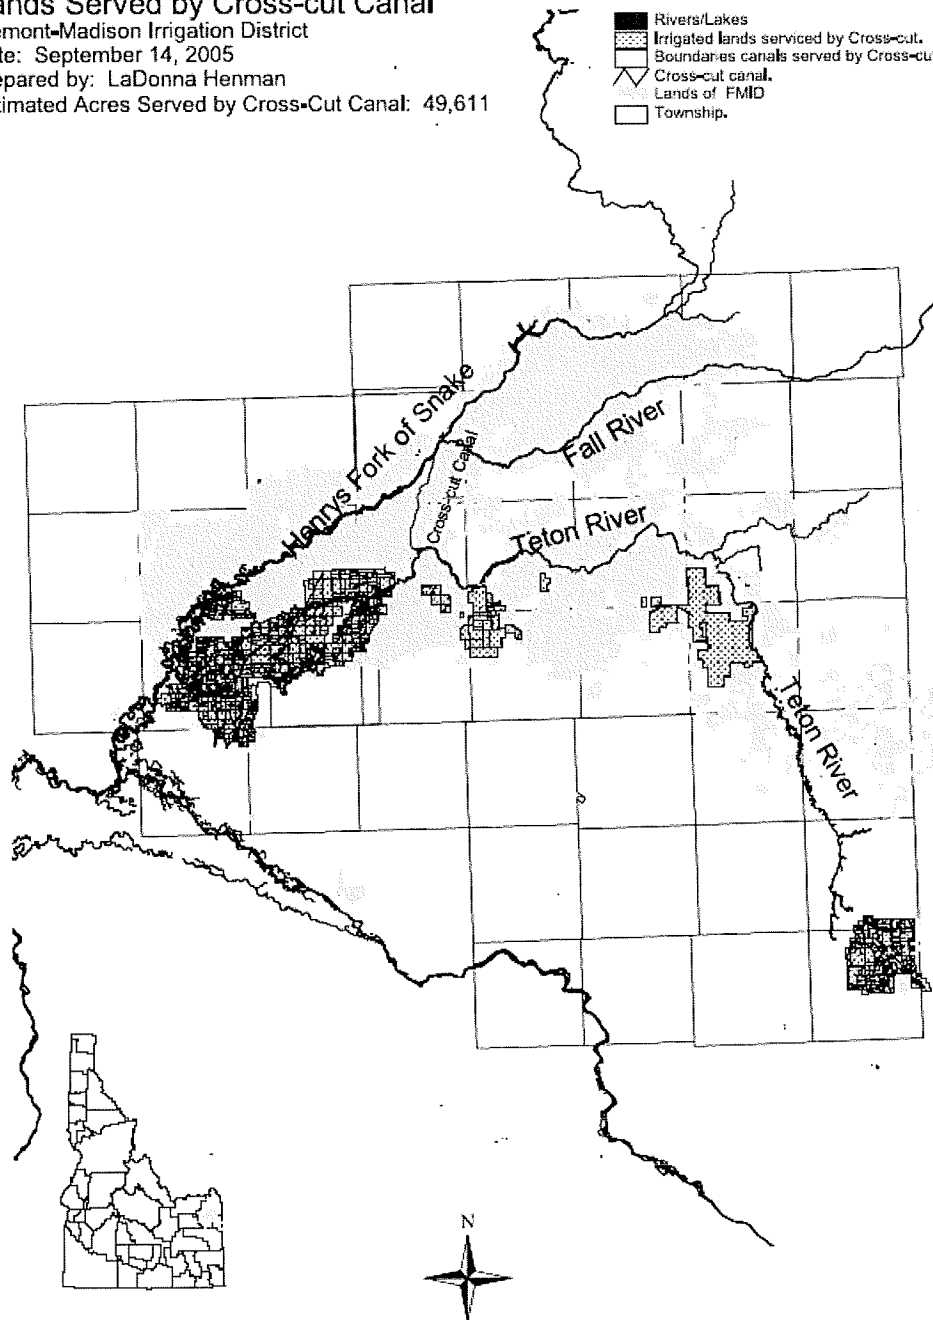 ands Served by Cross-cut Canal
emont-Madison Irrigation District
te: September 14, 2005
epared by: LaDonna Henman
timated Acres Served by Cross-Cut Canal: 49,611
Rivers/Lakes
Irrigated lands serviced by Cross-cut.
Boundaries canals served by Cross-cu
Cross-cut canal.
Lands of FMID
Township.
Henrys Fork of Snake
Fall River
Cross-cut Canal
Teton River
Teton River
N